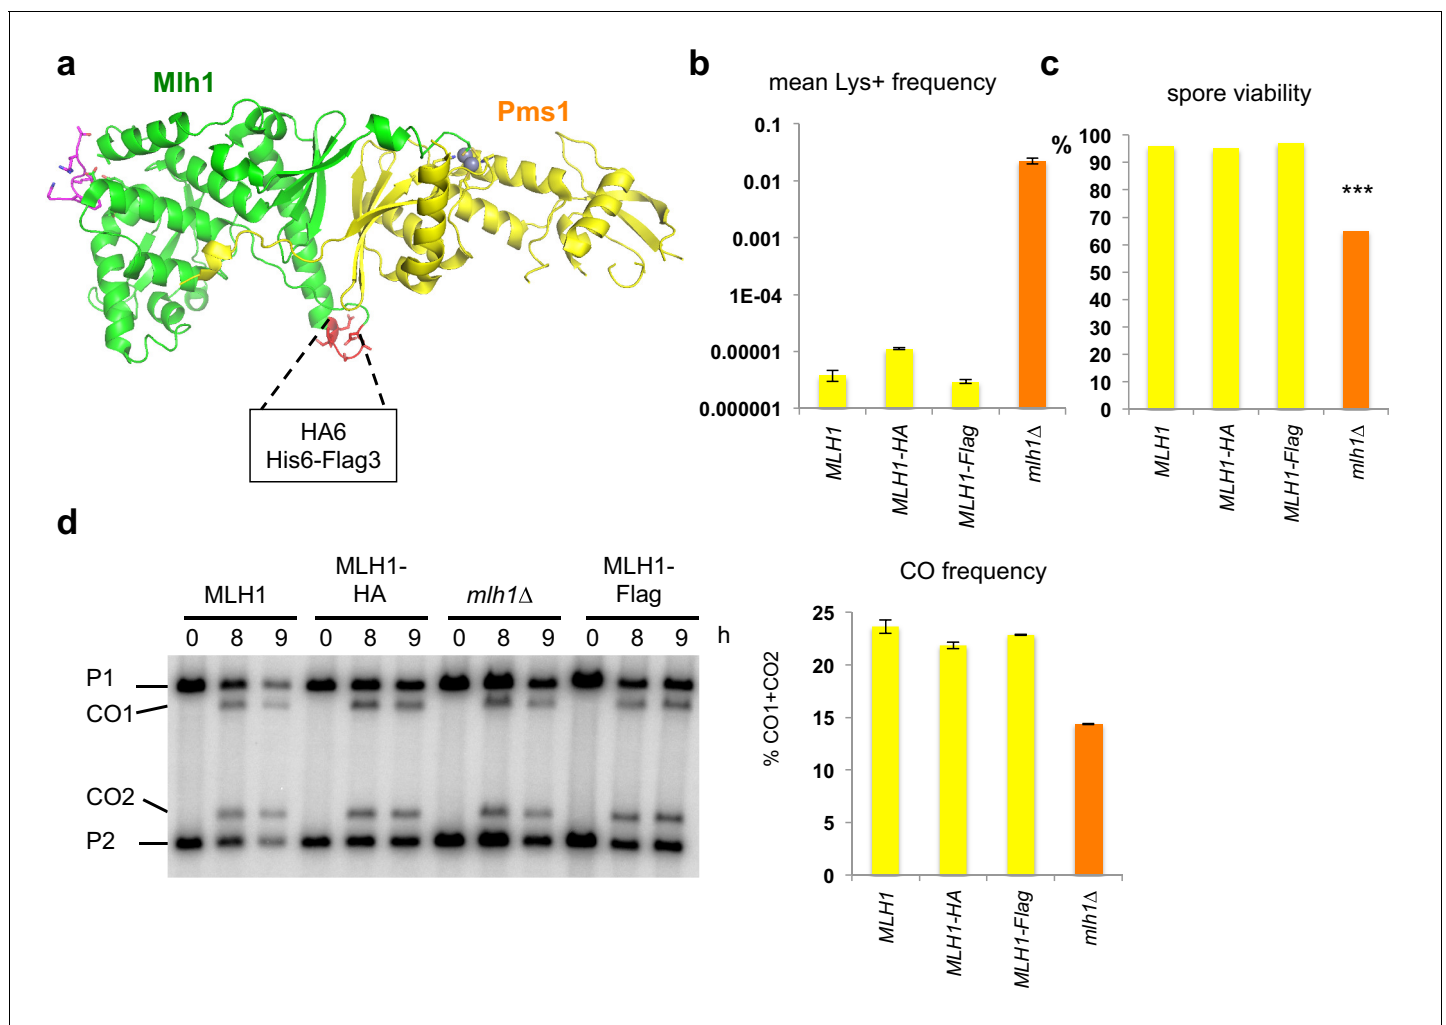 a
Mlh1
Pms1
HA6
His6-Flag3
b
mean Lys+ frequency
0.1
0.01
0.001
1E-04
0.00001
0.000001
MLH1
MLH1-HA
MLH1-Flag
mlh1Δ
c
spore viability
%
100
90
80
70
60
50
40
30
20
10
0
***
MLH1
MLH1-HA
MLH1-Flag
mlh1Δ
d
MLH1
MLH1-
HA
mlh1Δ
MLH1-
Flag
0 8 9 0 8 9 0 8 9 0 8 9 h
P1
CO1
CO2
P2
CO frequency
% CO1+CO2
25
20
15
10
5
0
MLH1
MLH1-HA
MLH1-Flag
mlh1Δ